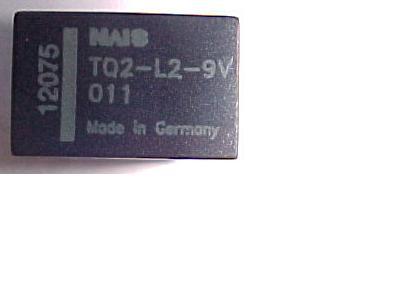 NAIS
TQ2-L2-9V
011
Made in Germany
12075